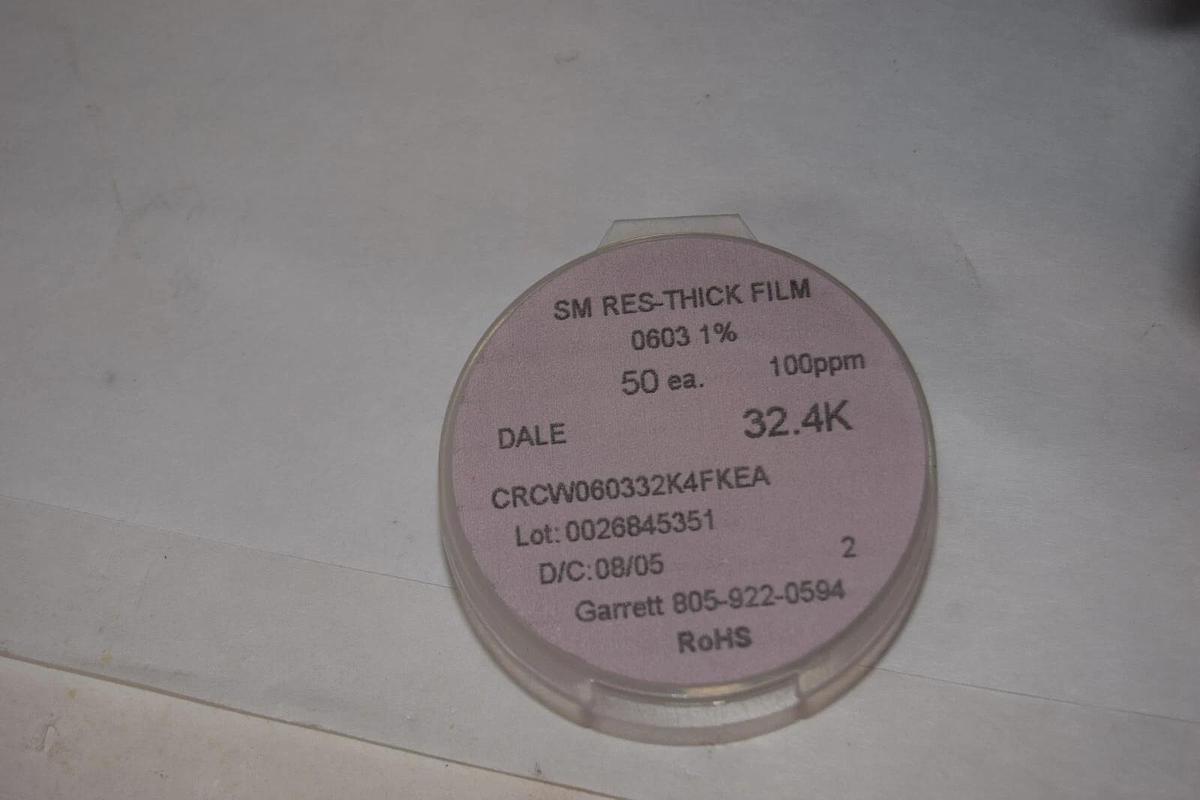 SM RES-THICK FILM
0603 1%
50 ea. 100ppm
DALE 32.4K
CRCW060332K4FKEA
Lot: 0026845351
D/C: 08/05 2
Garrett 805-922-0594
RoHS